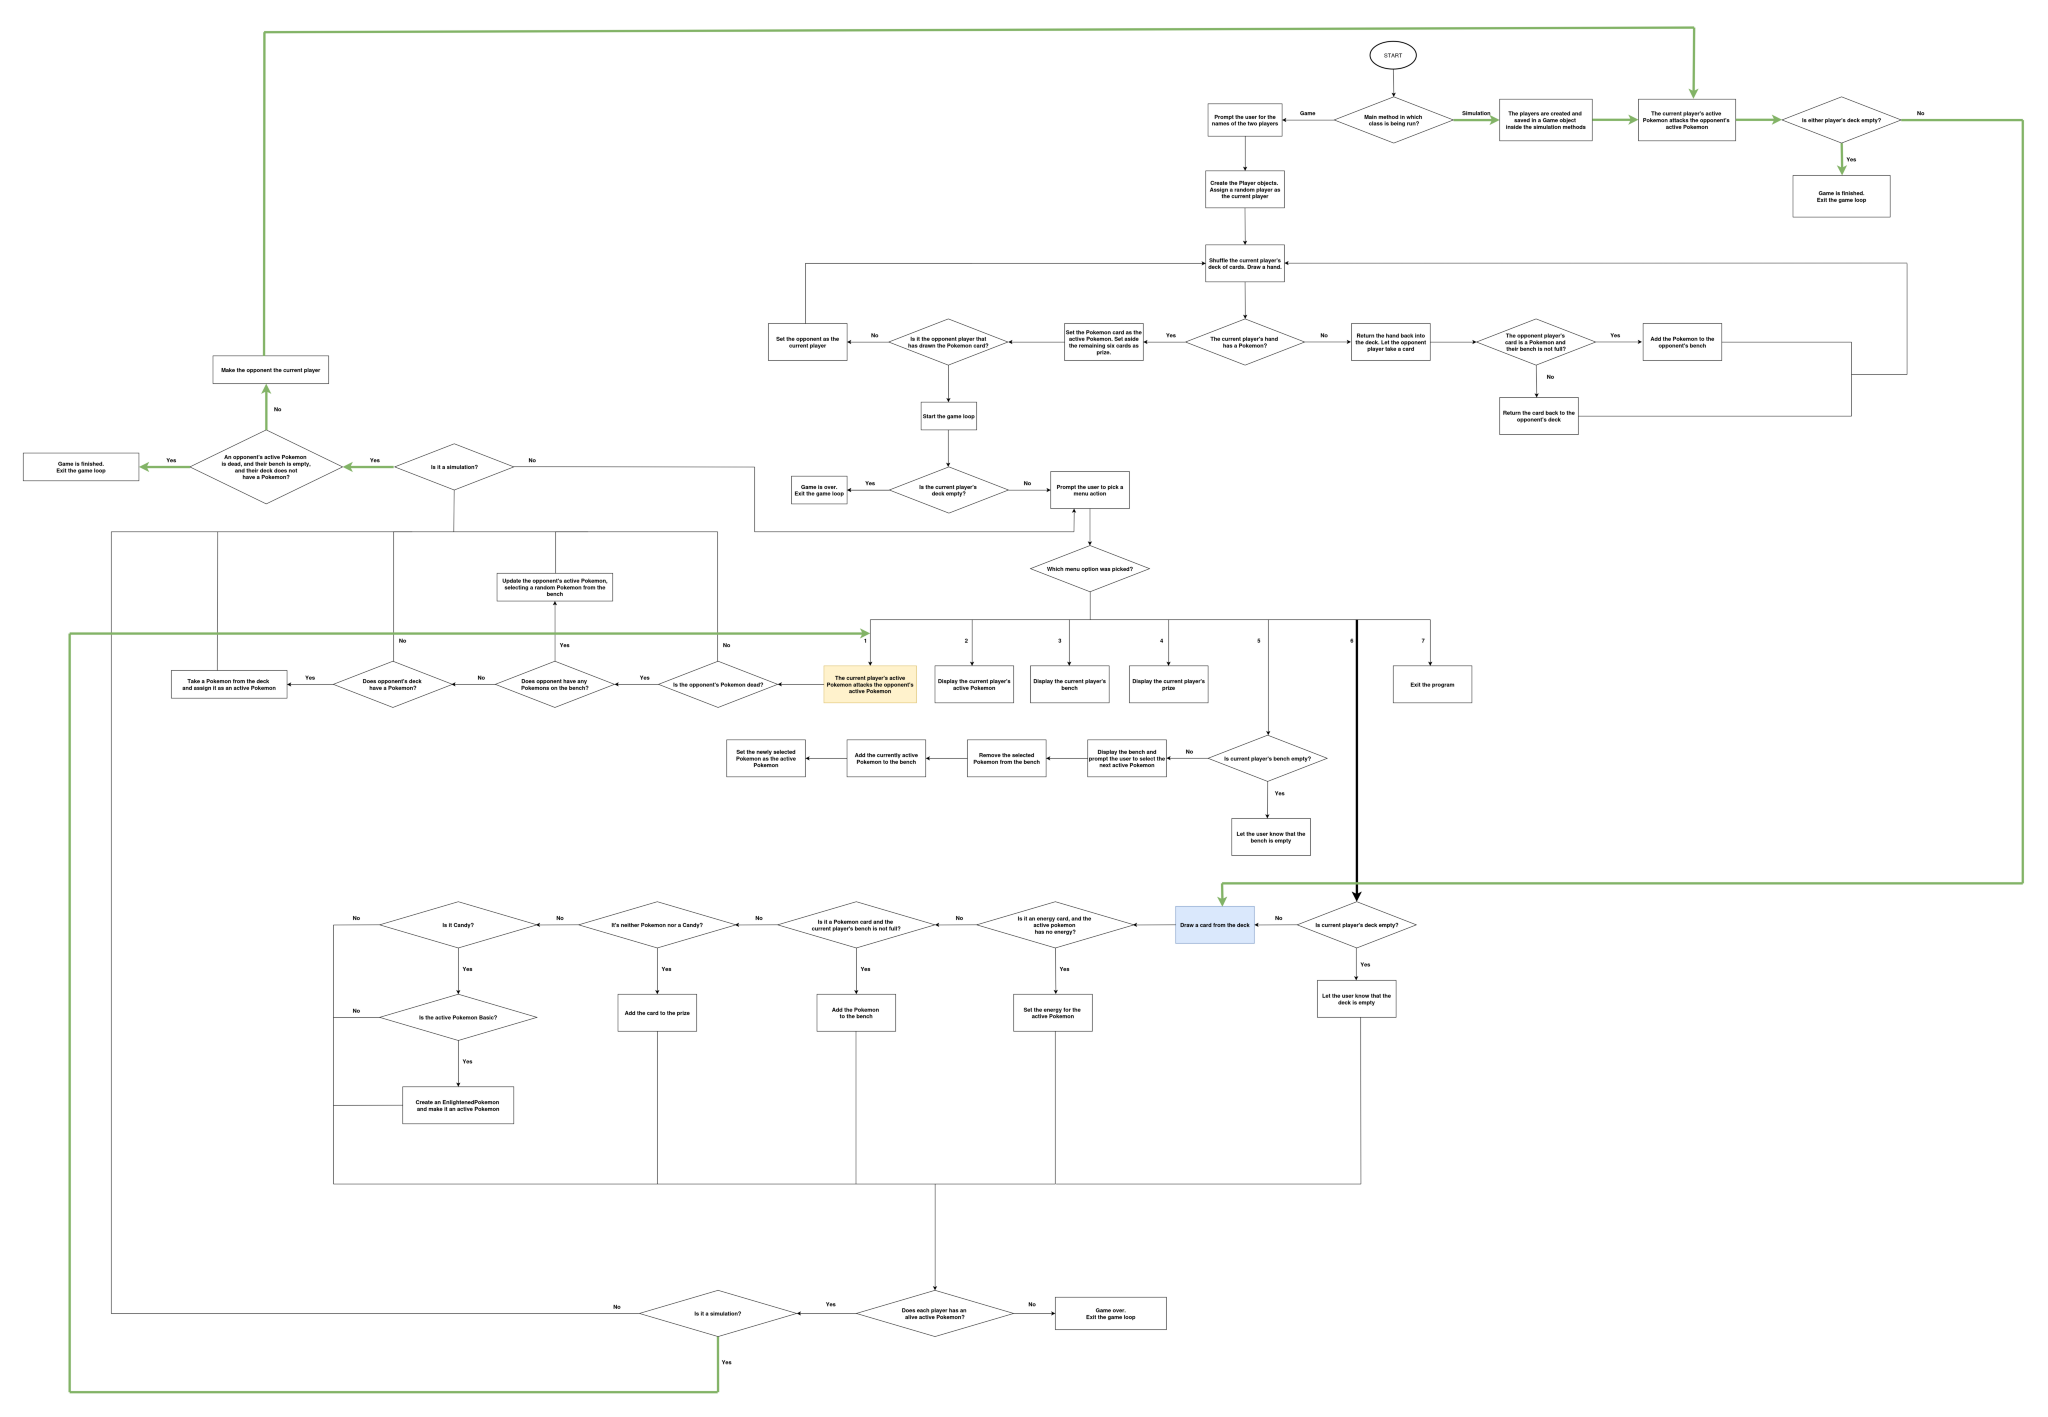 START
Prompt the user for the
names of the two players
Game
Main method in which
class is being run?
Simulation
The players are created and
saved in a Game object
inside the simulation methods
The current player's active
Pokemon attacks the opponent's
active Pokemon
Is either player's deck empty?
No
Yes
Game is finished.
Exit the game loop
Create the Player objects.
Assign a random player as
the current player
Shuffle the current player's
deck of cards. Draw a hand.
Set the opponent as the
current player
No
Is it the opponent player that
has drawn the Pokemon card?
Set the Pokemon card as the
active Pokemon. Set aside
the remaining six cards as
prize.
Yes
The current player's hand
has a Pokemon?
No
Return the hand back into
the deck. Let the opponent
player take a card
The opponent player's
card is a Pokemon and
their bench is not full?
Yes
Add the Pokemon to the
opponent's bench
No
Return the card back to the
opponent's deck
Make the opponent the current player
No
Start the game loop
Game is finished.
Exit the game loop
Yes
An opponent's active Pokemon
is dead, and their bench is empty,
and their deck does not
have a Pokemon?
Yes
Is it a simulation?
No
Game is over.
Exit the game loop
Yes
Is the current player's
deck empty?
No
Prompt the user to pick a
menu action
Which menu option was picked?
Update the opponent's active Pokemon,
selecting a random Pokemon from the
bench
No
Yes
No
1
2
3
4
5
6
7
Take a Pokemon from the deck
and assign it as an active Pokemon
Yes
Does opponent's deck
have a Pokemon?
No
Does opponent have any
Pokemons on the bench?
Yes
Is the opponent's Pokemon dead?
The current player's active
Pokemon attacks the opponent's
active Pokemon
Display the current player's
active Pokemon
Display the current player's
bench
Display the current player's
prize
Exit the program
Set the newly selected
Pokemon as the active
Pokemon
Add the currently active
Pokemon to the bench
Remove the selected
Pokemon from the bench
Display the bench and
prompt the user to select the
next active Pokemon
No
Is current player's bench empty?
Yes
Let the user know that the
bench is empty
No
Is it Candy?
No
It's neither Pokemon nor a Candy?
No
Is it a Pokemon card and the
current player's bench is not full?
No
Is it an energy card, and the
active pokemon
has no energy?
Draw a card from the deck
No
Is current player's deck empty?
Yes
Yes
Yes
Yes
Yes
No
Is the active Pokemon Basic?
Add the card to the prize
Add the Pokemon
to the bench
Set the energy for the
active Pokemon
Let the user know that the
deck is empty
Yes
Create an EnlightenedPokemon
and make it an active Pokemon
No
Is it a simulation?
Yes
Does each player has an
alive active Pokemon?
No
Game over.
Exit the game loop
Yes